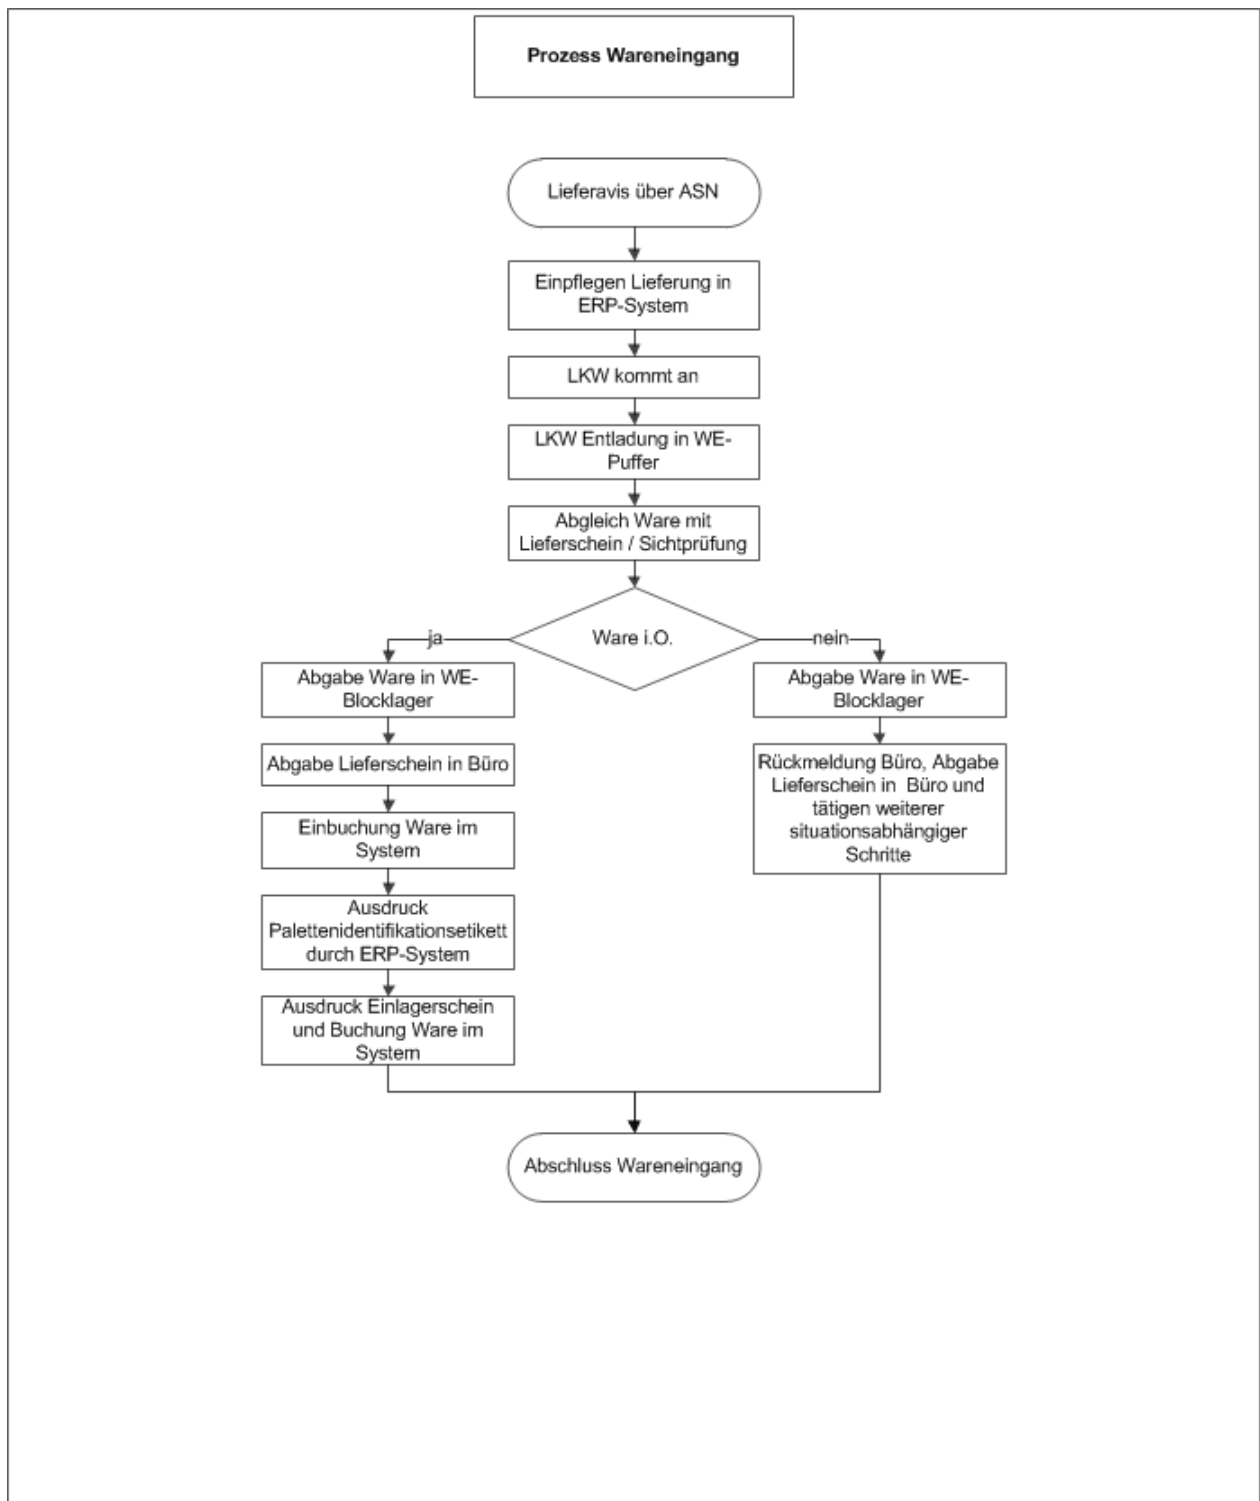 Prozess Wareneingang
Lieferavis über ASN
Einpflegen Lieferung in
ERP-System
LKW kommt an
LKW Entladung in WE-
Puffer
Abgleich Ware mit
Lieferschein / Sichtprüfung
Ware i.O.
ja
nein
Abgabe Ware in WE-
Blocklager
Abgabe Lieferschein in Büro
Einbuchung Ware im
System
Ausdruck
Palettenidentifikationsetikett
durch ERP-System
Ausdruck Einlagerschein
und Buchung Ware im
System
Abgabe Ware in WE-
Blocklager
Rückmeldung Büro, Abgabe
Lieferschein in Büro und
tätigen weiterer
situationsabhängiger
Schritte
Abschluss Wareneingang